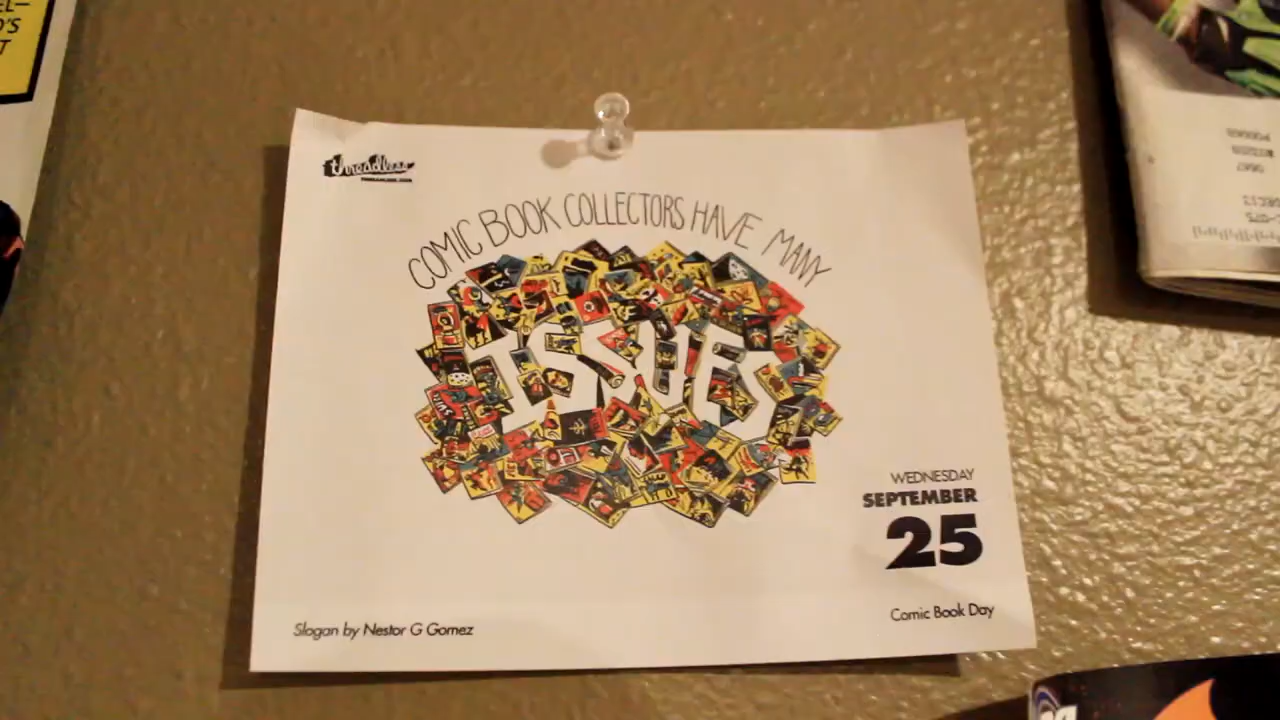 threadless
COMIC BOOK COLLECTORS HAVE MANY
ISSUES
WEDNESDAY
SEPTEMBER
25
Comic Book Day
Slogan by Nestor G Gomez